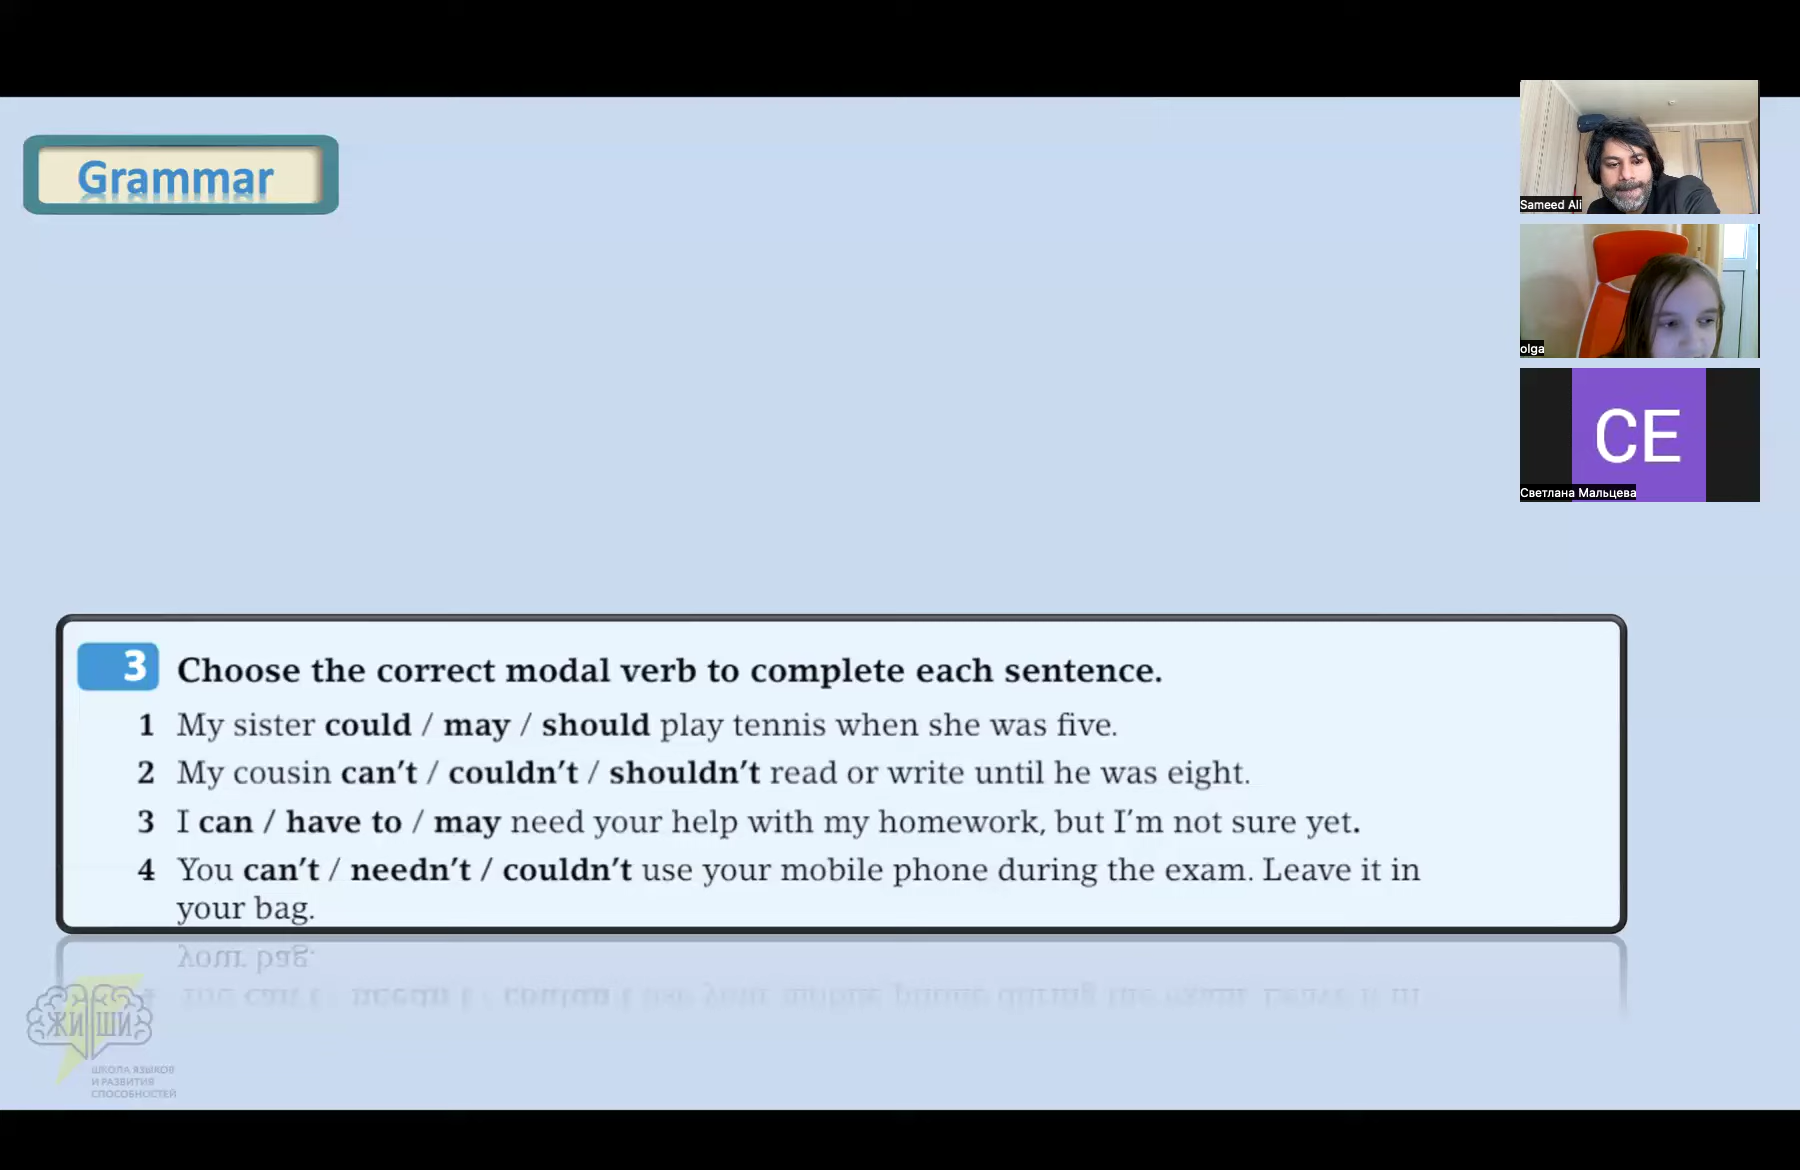 Grammar
Sameed Ali
olga
CE
Светлана Мальцева
3 Choose the correct modal verb to complete each sentence.
1 My sister could / may / should play tennis when she was five.
2 My cousin can't / couldn't / shouldn't read or write until he was eight.
3 I can / have to / may need your help with my homework, but I'm not sure yet.
4 You can't / needn't / couldn't use your mobile phone during the exam. Leave it in
your bag.
ЖИ ШИ
ШКОЛА ЯЗЫКОВ
И РАЗВИТИЯ
СПОСОБНОСТЕЙ